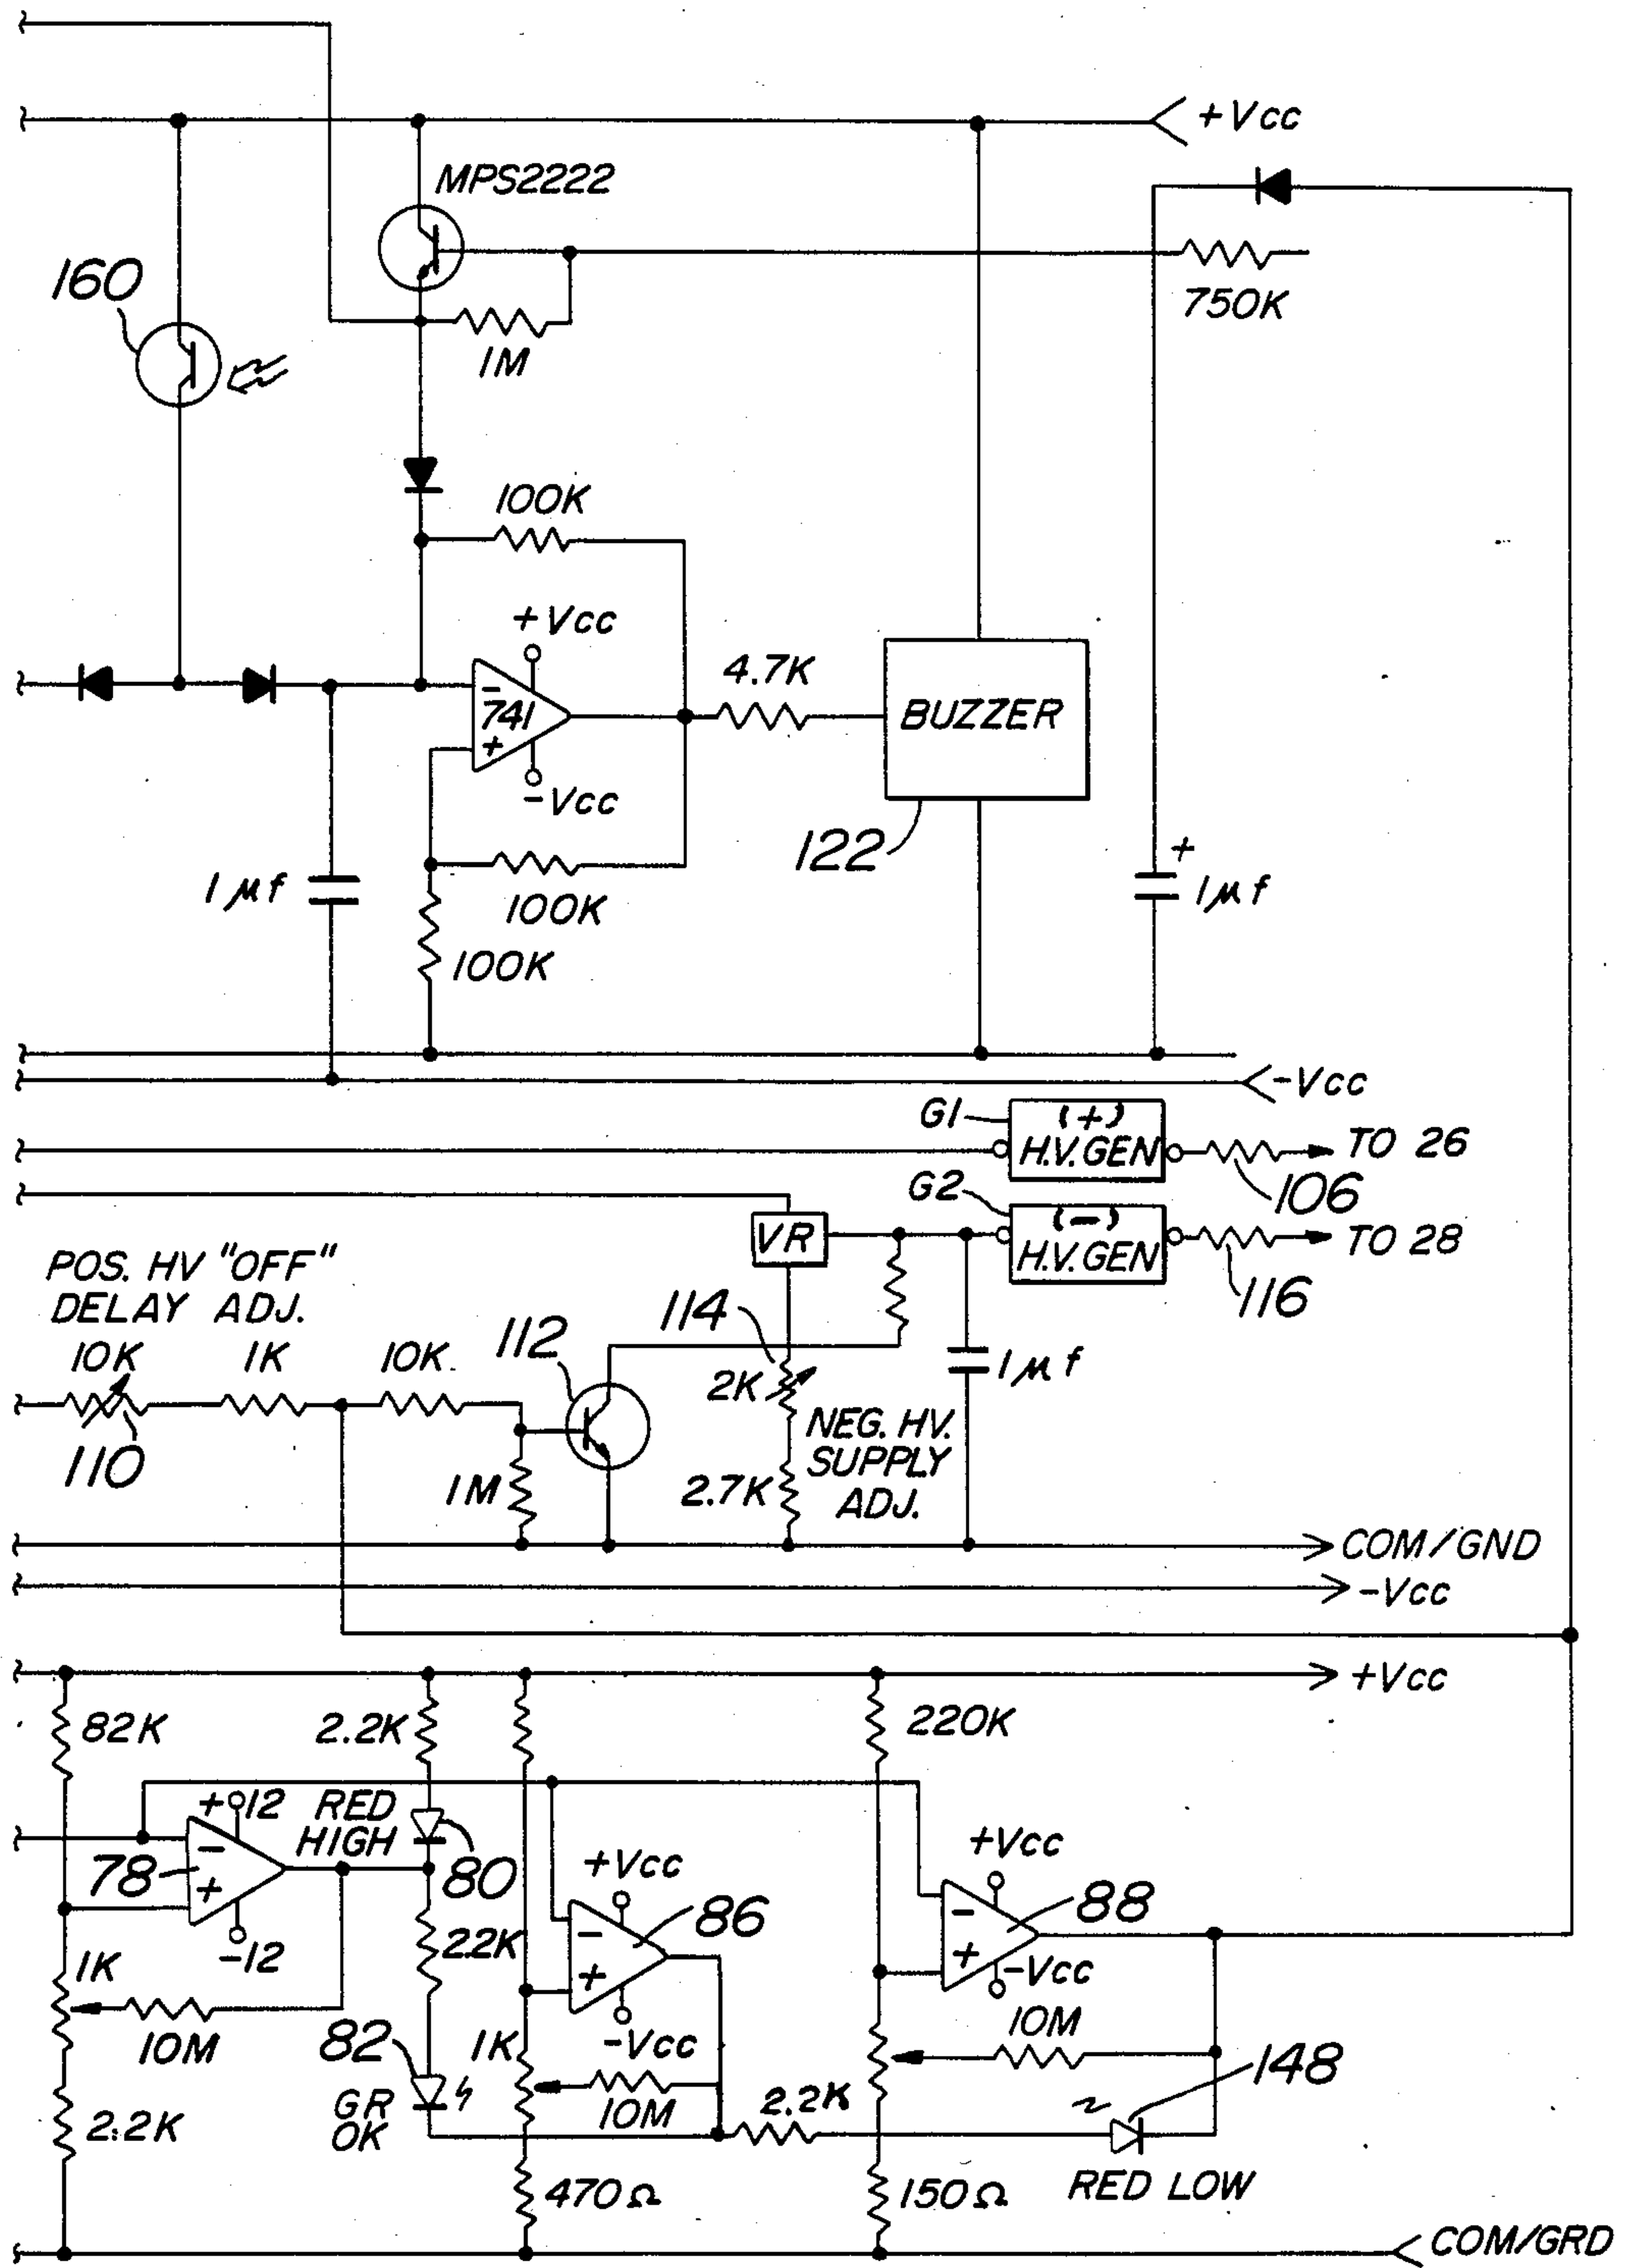 +Vcc
MPS2222
160
750K
1M
100K
+Vcc
4.7K
-
741
+
BUZZER
-Vcc
122
+
1μf
1μf
100K
100K
-Vcc
G1
(+)
H.V.GEN
TO 26
106
G2
(-)
H.V.GEN
TO 28
VR
116
POS. HV "OFF"
DELAY ADJ.
114
112
10K
1K
10K
2K
1μf
110
NEG. HV.
SUPPLY
ADJ.
1M
2.7K
COM/GND
-Vcc
+Vcc
82K
2.2K
220K
+12
RED
HIGH
+Vcc
-
78
+
80
+Vcc
88
86
-
-12
2.2K
-
+
-Vcc
1K
+
10M
10M
82
1K
-Vcc
148
GR
OK
10M
2.2K
2.2K
470Ω
150Ω
RED LOW
COM/GRD